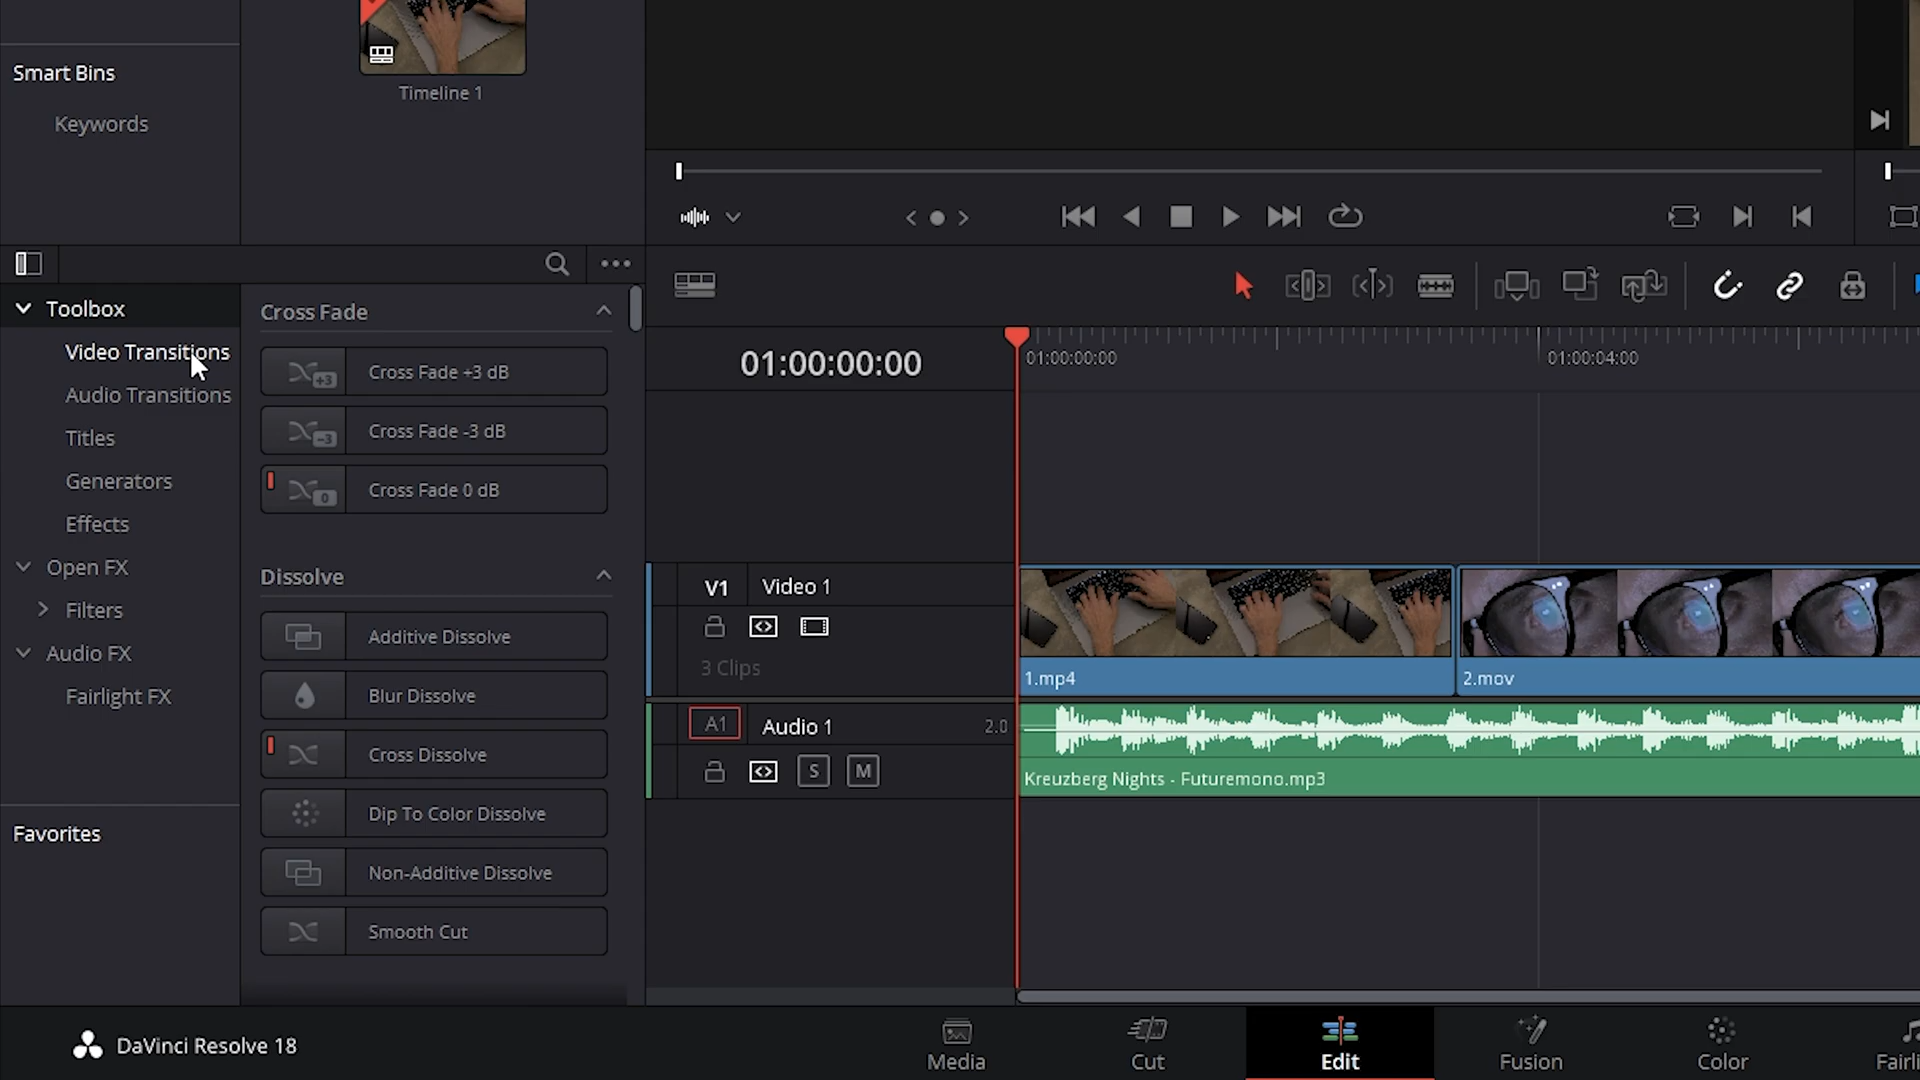 Timeline 1
Smart Bins
Keywords
Toolbox
Video Transitions
Audio Transitions
Titles
Generators
Effects
Open FX
Filters
Audio FX
Fairlight FX
Favorites
Cross Fade
+3
Cross Fade +3 dB
-3
Cross Fade -3 dB
0
Cross Fade 0 dB
Dissolve
Additive Dissolve
Blur Dissolve
Cross Dissolve
Dip To Color Dissolve
Non-Additive Dissolve
Smooth Cut
01:00:00:00
01:00:00:00
01:00:04:00
V1
Video 1
3 Clips
1.mp4
2.mov
A1
Audio 1
2.0
S
M
Kreuzberg Nights - Futuremono.mp3
DaVinci Resolve 18
Media
Cut
Edit
Fusion
Color
Fairli